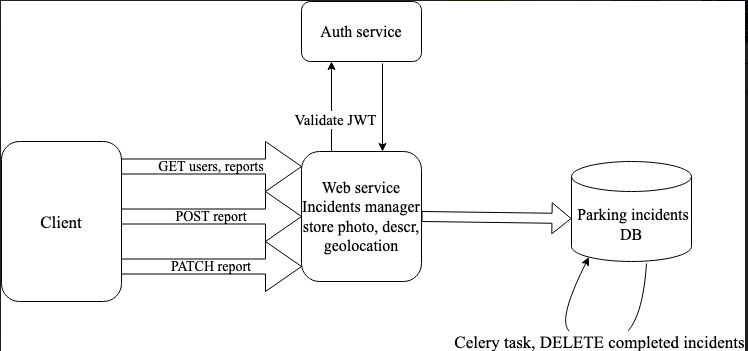 Auth service
Validate JWT
GET users, reports
Client
POST report
PATCH report
Web service
Incidents manager
store photo, descr,
geolocation
Parking incidents
DB
Celery task, DELETE completed incidents